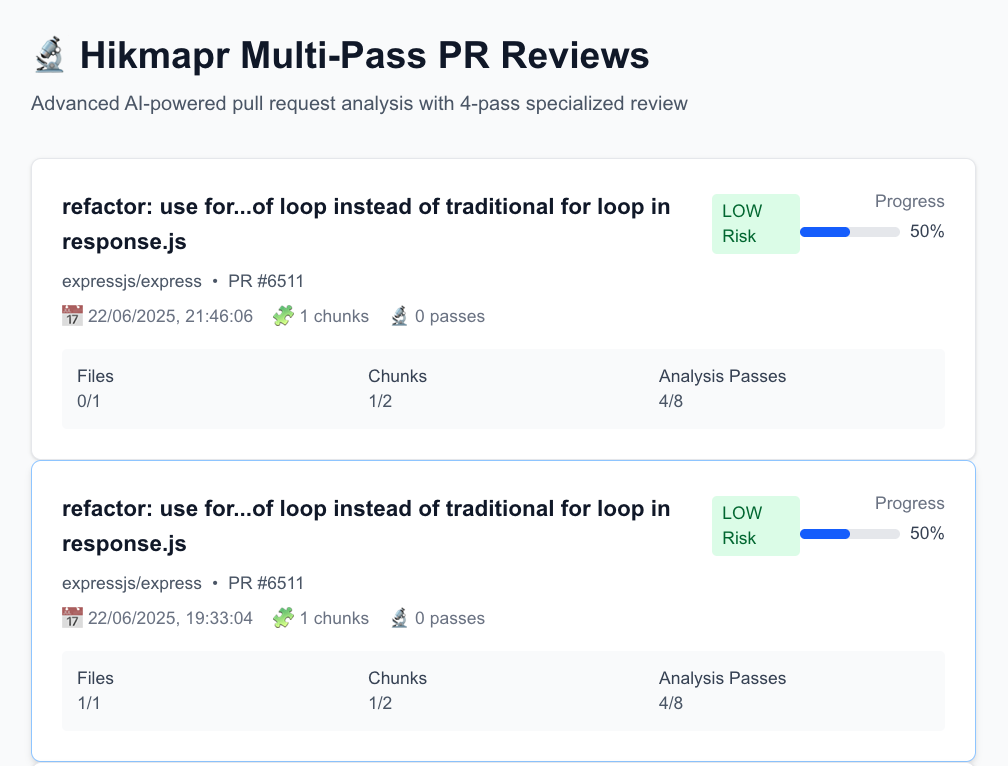 Hikmapr Multi-Pass PR Reviews
Advanced AI-powered pull request analysis with 4-pass specialized review
refactor: use for...of loop instead of traditional for loop in
response.js
LOW
Risk
Progress
50%
expressjs/express • PR #6511
17 22/06/2025, 21:46:06 1 chunks 0 passes
Files Chunks Analysis Passes
0/1 1/2 4/8
refactor: use for...of loop instead of traditional for loop in
response.js
LOW
Risk
Progress
50%
expressjs/express • PR #6511
17 22/06/2025, 19:33:04 1 chunks 0 passes
Files Chunks Analysis Passes
1/1 1/2 4/8